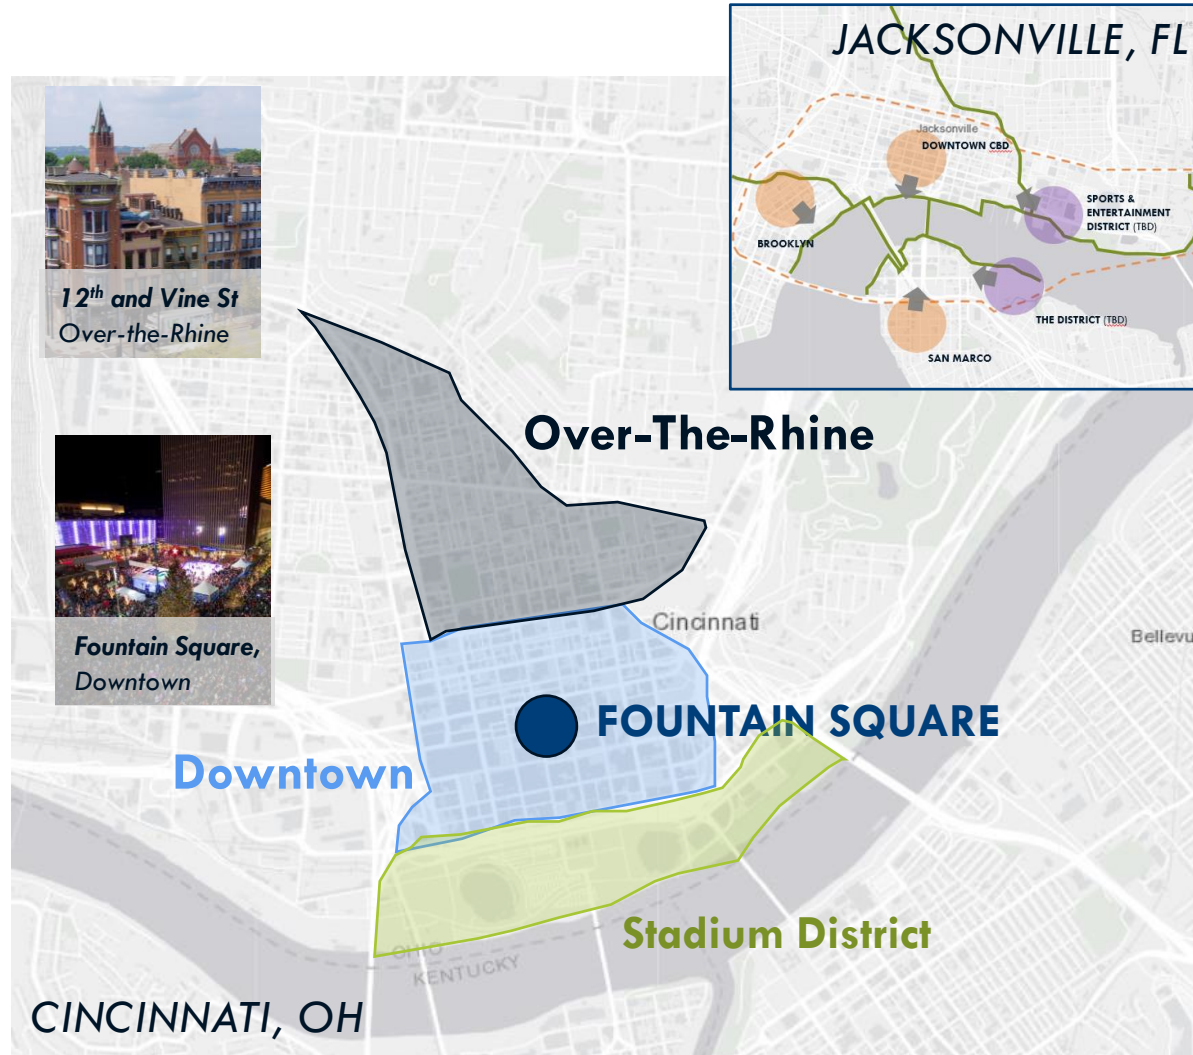 JACKSONVILLE, FL
Jacksonville
DOWNTOWN CBD
SPORTS &
ENTERTAINMENT
DISTRICT (TBD)
BROOKLYN
THE DISTRICT (TBD)
SAN MARCO
12th and Vine St
Over-the-Rhine
Over-The-Rhine
Fountain Square,
Downtown
Cincinnati
Bellevu
FOUNTAIN SQUARE
Downtown
Stadium District
OHIO
KENTUCKY
CINCINNATI, OH